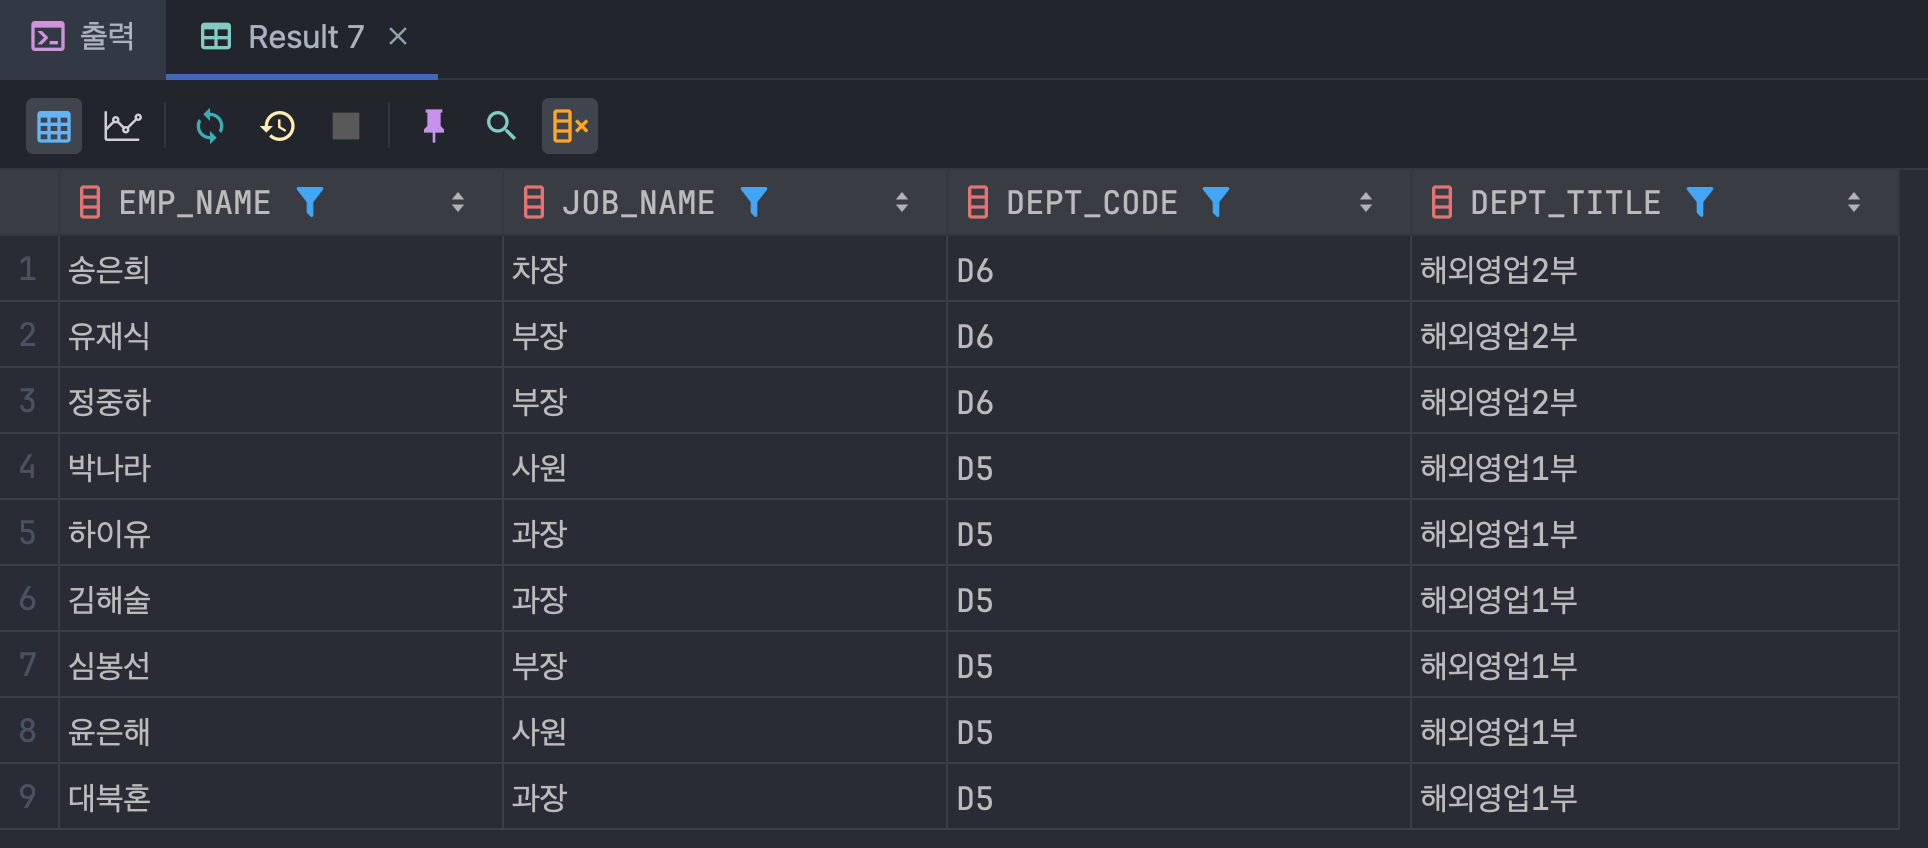 출력 Result 7
EMP_NAME JOB_NAME DEPT_CODE DEPT_TITLE
1 송은희 차장 D6 해외영업2부
2 유재식 부장 D6 해외영업2부
3 정중하 부장 D6 해외영업2부
4 박나라 사원 D5 해외영업1부
5 하이유 과장 D5 해외영업1부
6 김해술 과장 D5 해외영업1부
7 심봉선 부장 D5 해외영업1부
8 윤은해 사원 D5 해외영업1부
9 대북혼 과장 D5 해외영업1부